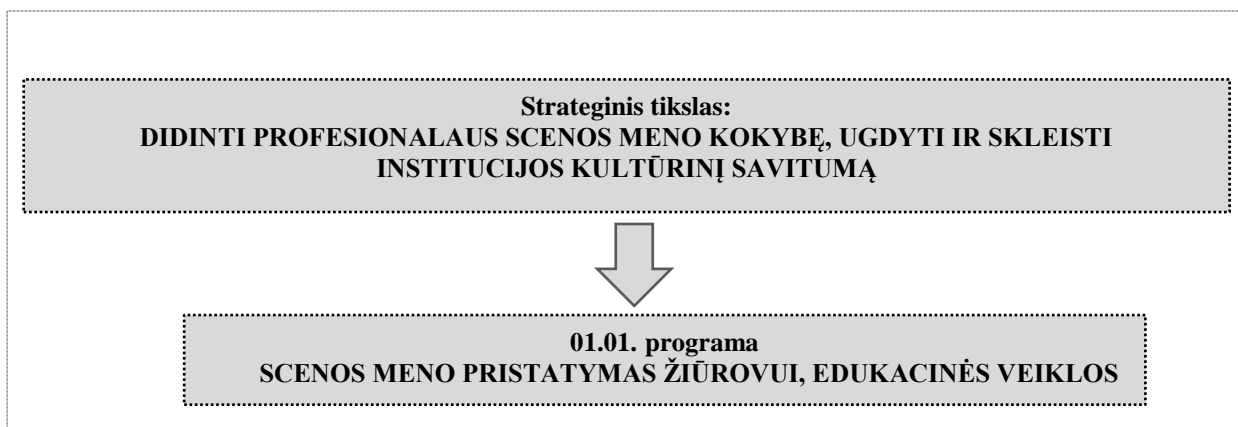 Strateginis tikslas:
DIDINTI PROFESIONALAUS SCENOS MENO KOKYBĘ, UGDYTI IR SKLEISTI
INSTITUCIJOS KULTŪRINĮ SAVITUMĄ
01.01. programa
SCENOS MENO PRISTATYMAS ŽIŪROVUI, EDUKACINĖS VEIKLOS